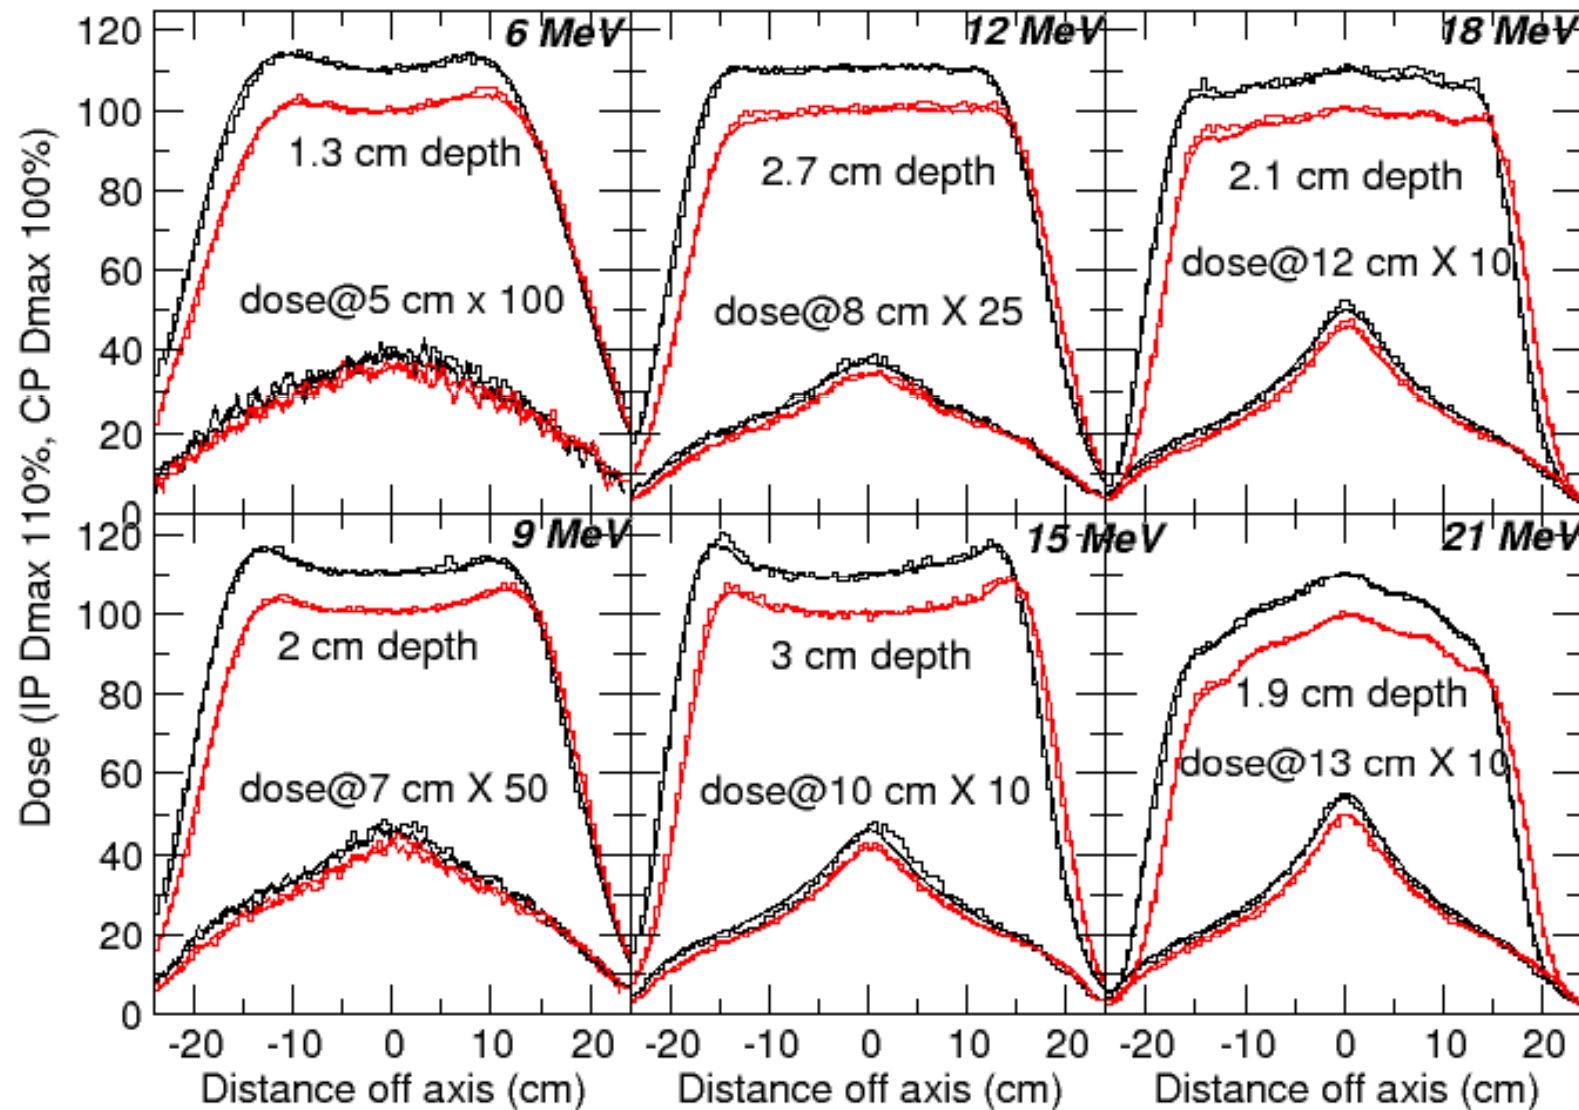 Dose (IP Dmax 110%, CP Dmax 100%)
120
100
80
60
40
20
0
6 MeV
1.3 cm depth
dose@5 cm x 100
12 MeV
2.7 cm depth
dose@8 cm X 25
18 MeV
2.1 cm depth
dose@12 cm X 10
120
100
80
60
40
20
0
9 MeV
2 cm depth
dose@7 cm X 50
15 MeV
3 cm depth
dose@10 cm X 10
21 MeV
1.9 cm depth
dose@13 cm X 10
-20 -10 0 10 20
-20 -10 0 10 20
-20 -10 0 10 20
Distance off axis (cm)
Distance off axis (cm)
Distance off axis (cm)